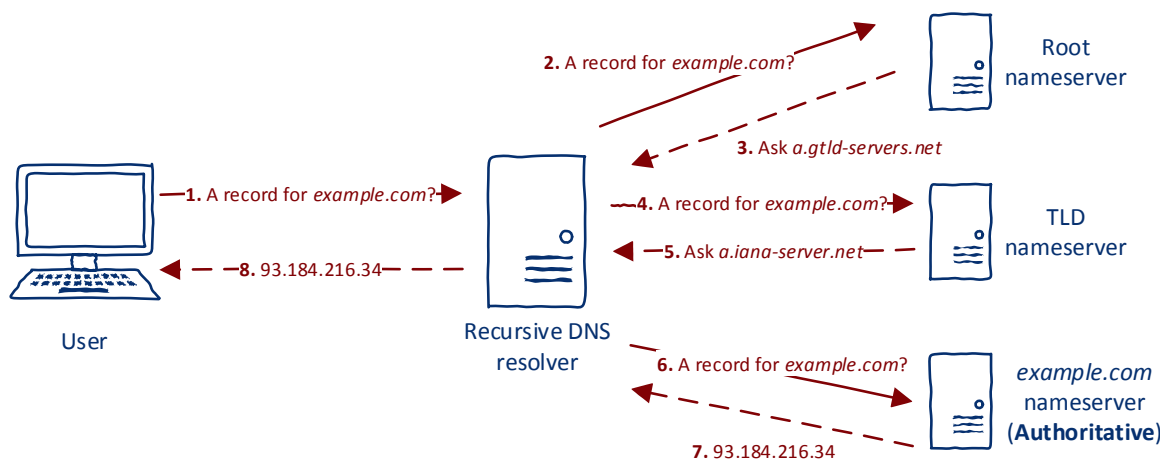 Root
nameserver
2. A record for example.com?
3. Ask a.gtld-servers.net
1. A record for example.com?
4. A record for example.com?
TLD
nameserver
5. Ask a.iana-server.net
8. 93.184.216.34
User
Recursive DNS
resolver
6. A record for example.com?
example.com
nameserver
(Authoritative)
7. 93.184.216.34